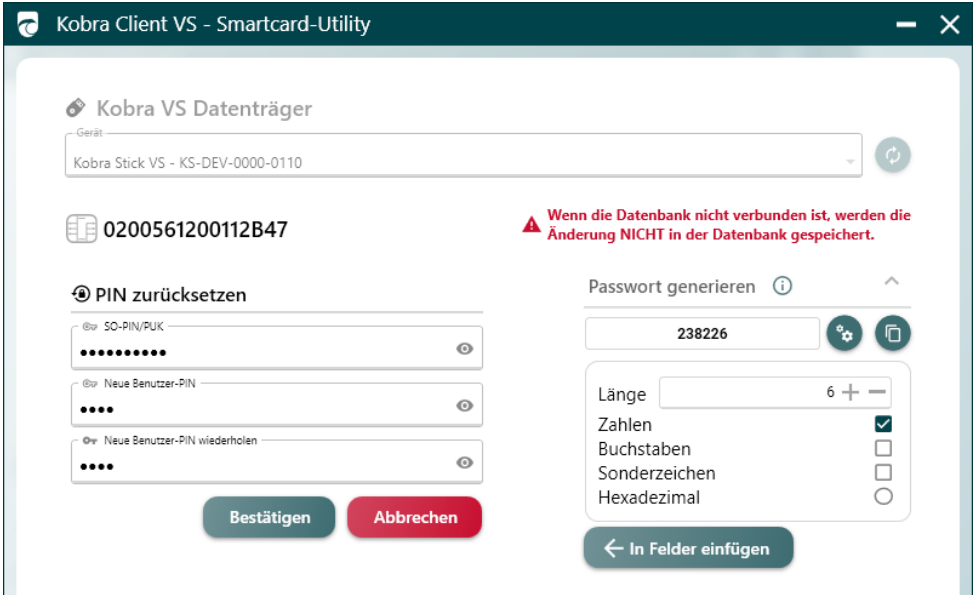 Kobra Client VS - Smartcard-Utility
Kobra VS Datenträger
Gerät
Kobra Stick VS - KS-DEV-0000-0110
0200561200112B47
Wenn die Datenbank nicht verbunden ist, werden die
Änderung NICHT in der Datenbank gespeichert.
PIN zurücksetzen
SO-PIN/PUK
••••••••••
Neue Benutzer-PIN
••••
Neue Benutzer-PIN wiederholen
••••
Bestätigen
Abbrechen
Passwort generieren
238226
Länge
6
Zahlen
Buchstaben
Sonderzeichen
Hexadezimal
In Felder einfügen